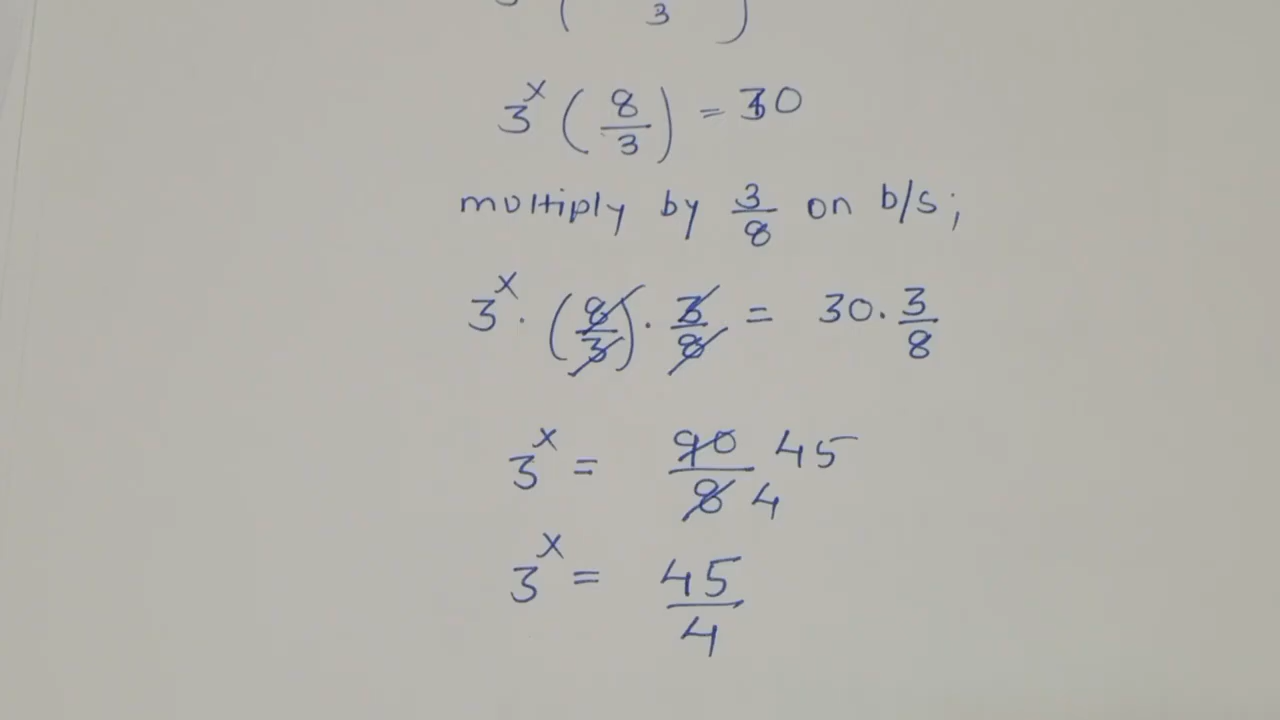 ( 3 )
3^x (8/3) = 30
multiply by 3/8 on b/s;
3^x · (8/3) · 3/8 = 30 · 3/8
3^x = 90/8 45/4
3^x = 45/4